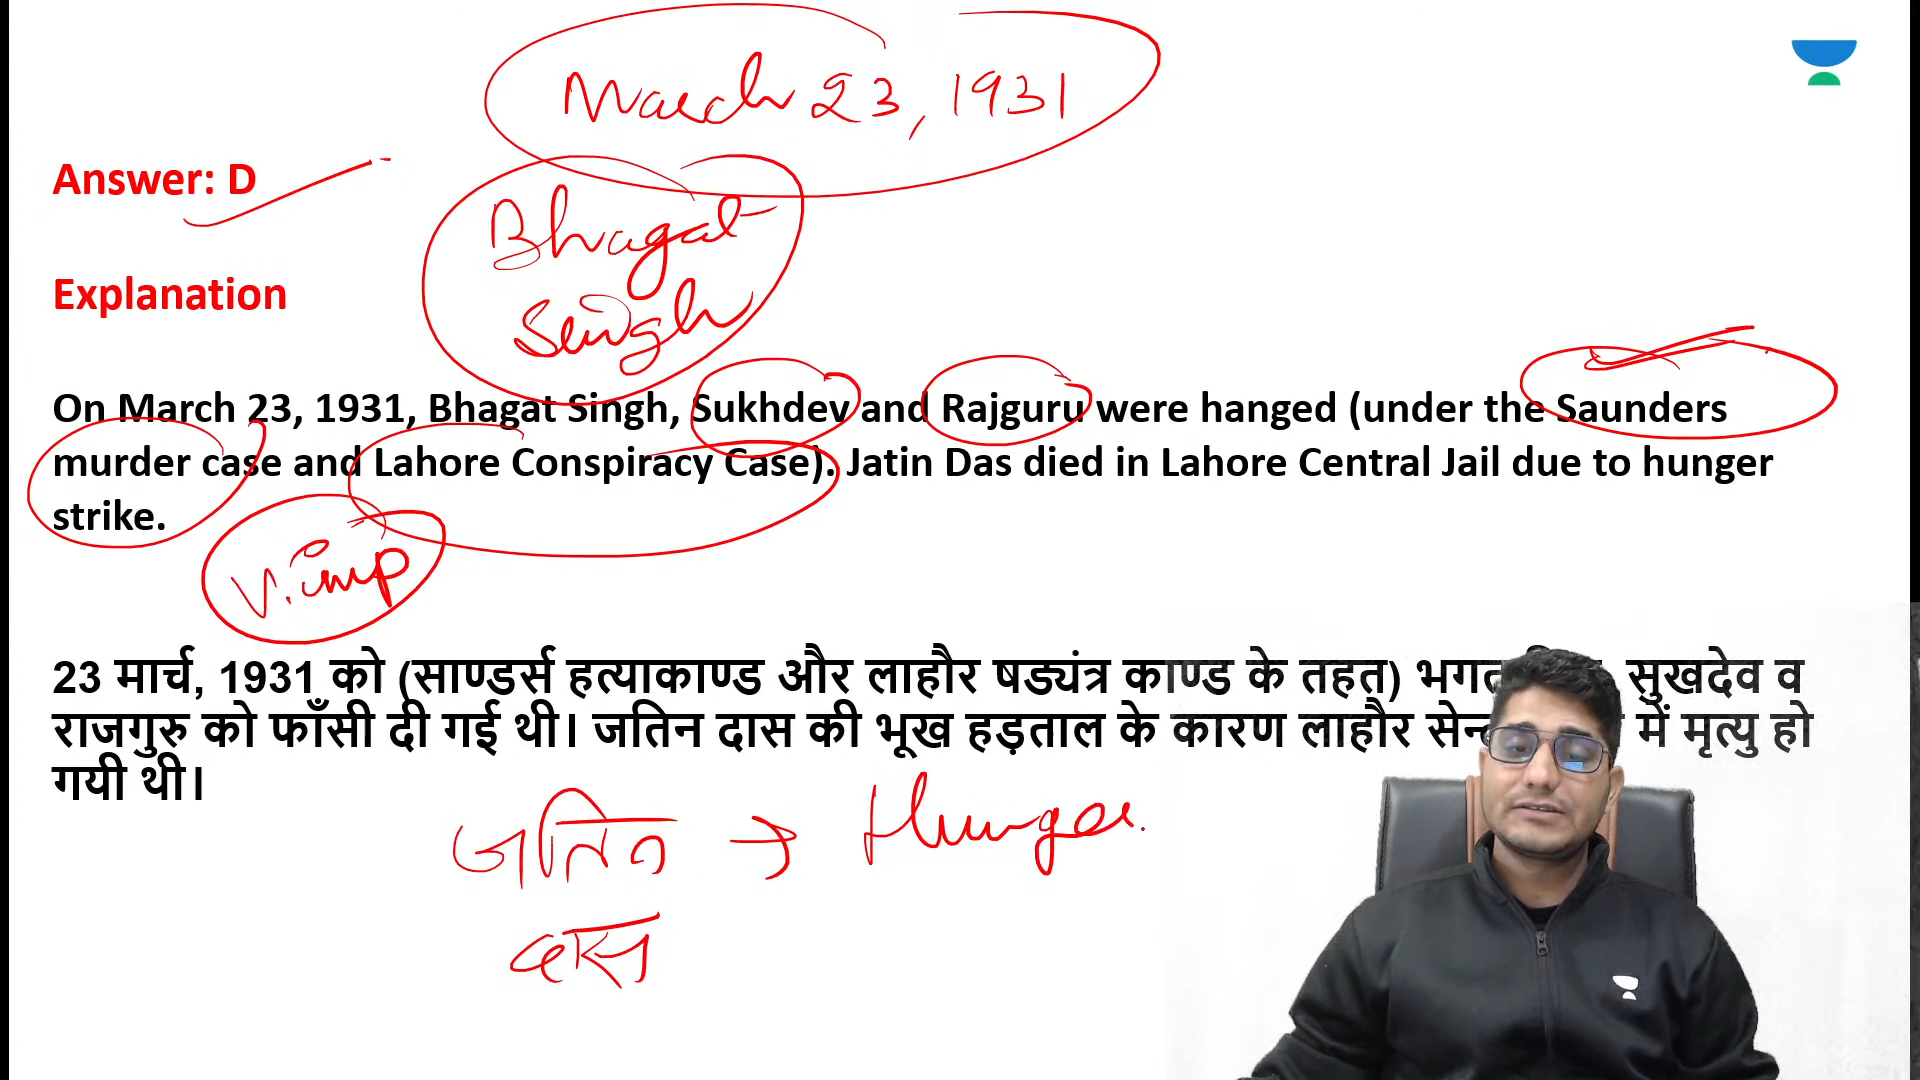 March 23, 1931
Answer: D
Bhagat
Singh
Explanation
On March 23, 1931, Bhagat Singh, Sukhdev and Rajguru were hanged (under the Saunders
murder case and Lahore Conspiracy Case). Jatin Das died in Lahore Central Jail due to hunger
strike.
V. imp
23 मार्च, 1931 को (साण्डर्स हत्याकाण्ड और लाहौर षड्यंत्र काण्ड के तहत) भगत सुखदेव व
राजगुरु को फाँसी दी गई थी। जतिन दास की भूख हड़ताल के कारण लाहौर में मृत्यु हो
गयी थी।
जतिन → Hunger
दास